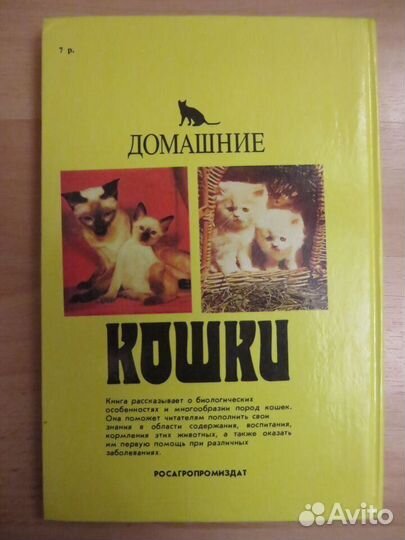 7 р.
ДОМАШНИЕ
КОШКИ
Книга рассказывает о биологических
особенностях и многообразии пород кошек.
Она поможет читателям пополнить свои
знания в области содержания, воспитания,
кормления этих животных, а также оказать
им первую помощь при различных
заболеваниях.
РОСАГРОПРОМИЗДАТ
Avito